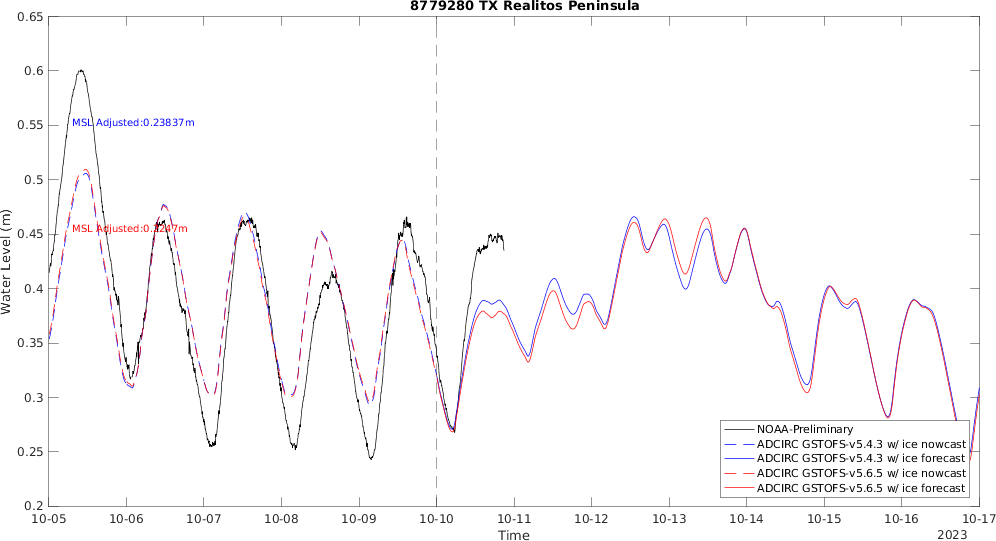 8779280 TX Realitos Peninsula
0.65
0.6
0.55
0.5
0.45
0.4
0.35
0.3
0.25
0.2
Water Level (m)
MSL Adjusted:0.23837m
MSL Adjusted:0.2247m
NOAA-Preliminary
ADCIRC GSTOFS-v5.4.3 w/ ice nowcast
ADCIRC GSTOFS-v5.4.3 w/ ice forecast
ADCIRC GSTOFS-v5.6.5 w/ ice nowcast
ADCIRC GSTOFS-v5.6.5 w/ ice forecast
10-05 10-06 10-07 10-08 10-09 10-10 10-11 10-12 10-13 10-14 10-15 10-16 10-17
Time
2023